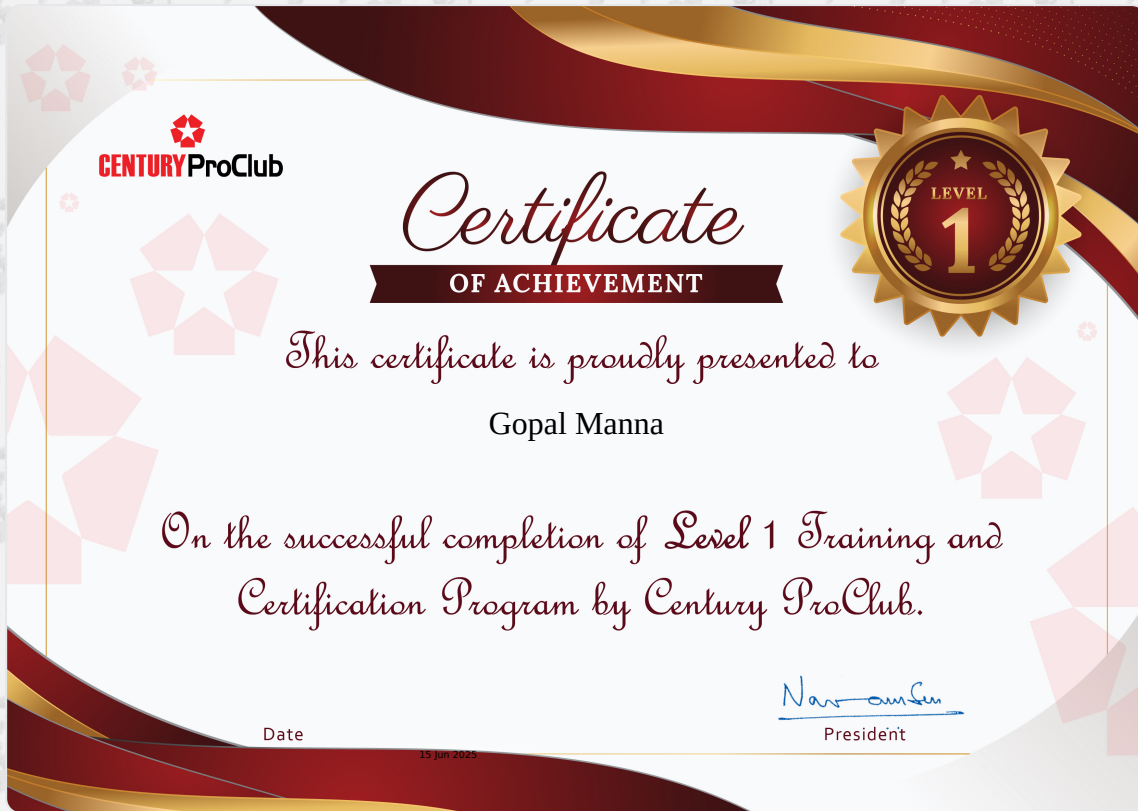 CENTURY ProClub
LEVEL
1
Certificate
OF ACHIEVEMENT
This certificate is proudly presented to
Gopal Manna
On the successful completion of Level 1 Training and
Certification Program by Century ProClub.
Date
President
15 Jun 2025